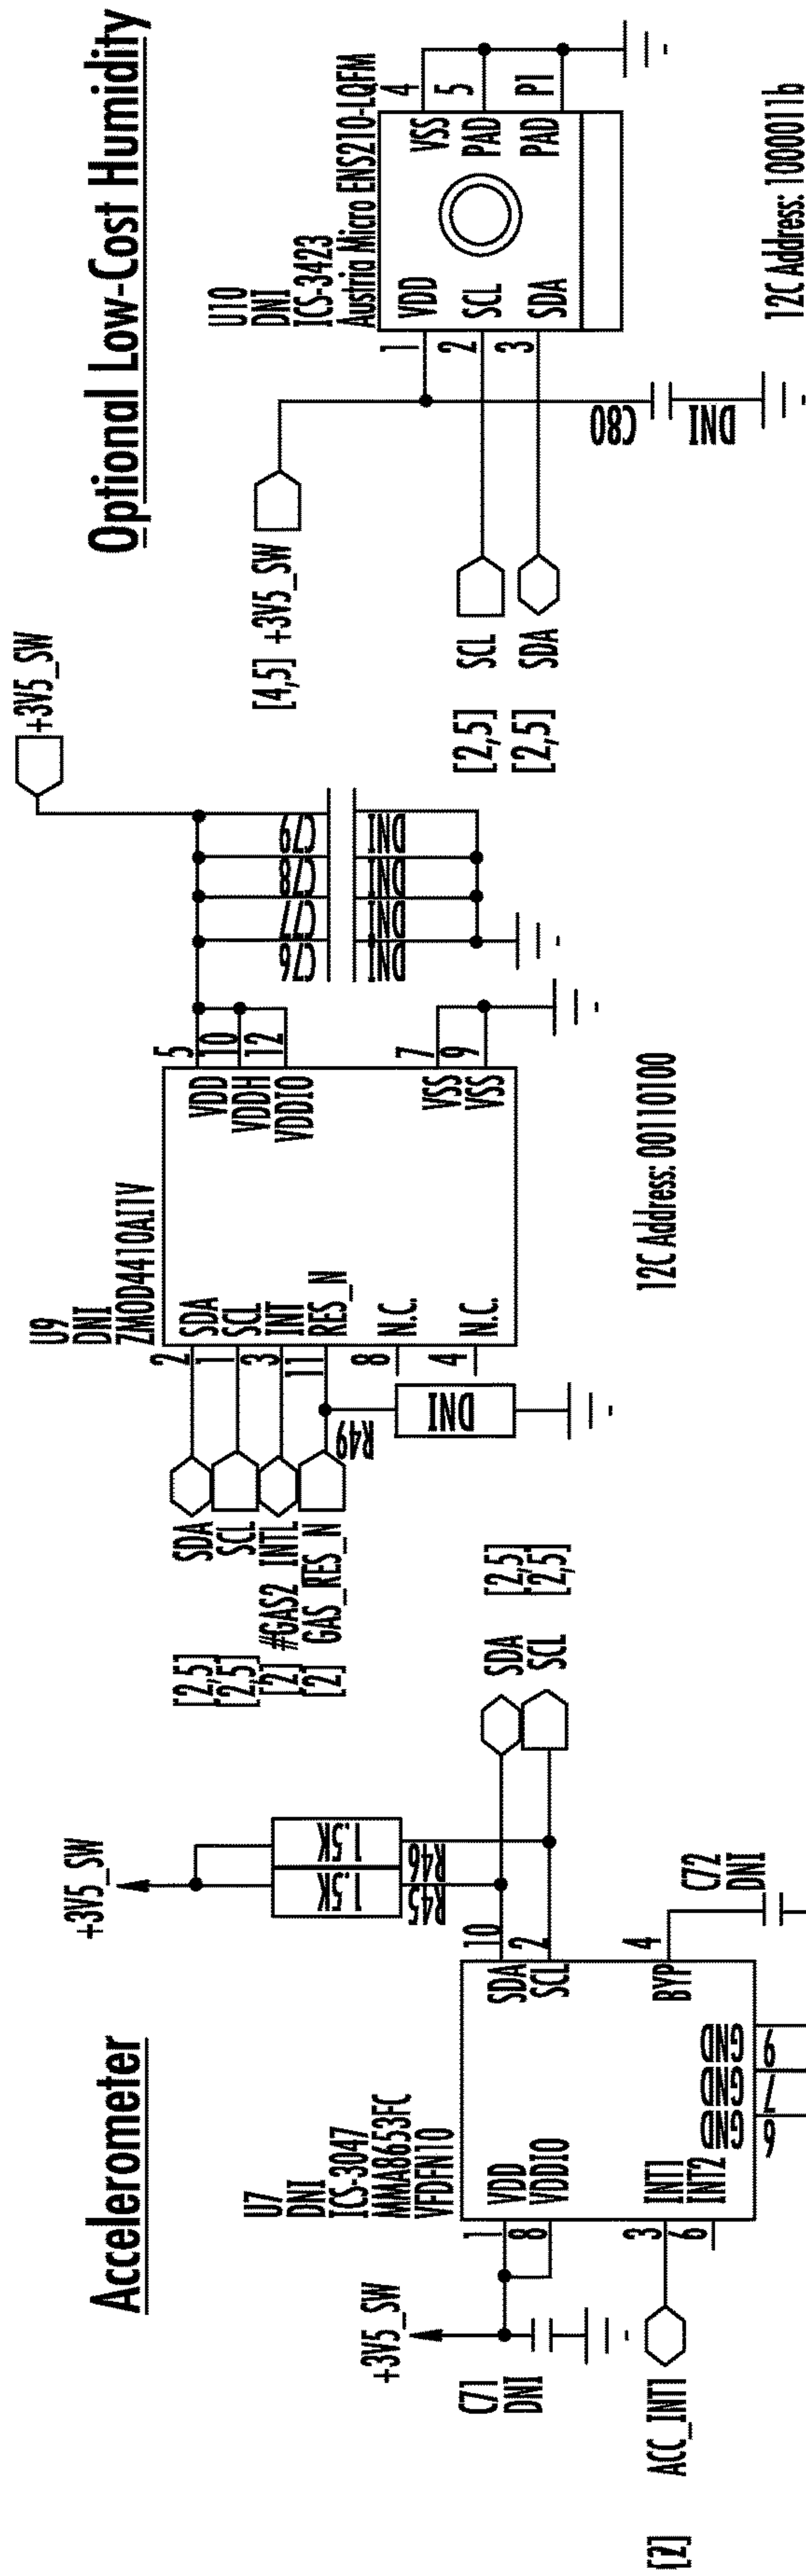 Accelerometer
+3V5_SW
C71
DNI
[2]
ACC_INT1
U7
DNI
ICS-3047
MMA8653FC
VFDFN10
1
8
3
6
VDD
VDDIO
INT1
INT2
GND
GND
GND
6
7
9
SDA
SCL
BYP
10
2
4
C72
DNI
+3V5_SW
1.5K
1.5K
R45
R46
SDA
SCL
[2,5]
[2,5]
[2,5]
[2,5]
[2]
[2]
SDA
SCL
#GAS2_INTL
GAS_RES_N
R49
DNI
U9
DNI
ZMOD4410AI1V
2
1
3
11
8
4
SDA
SCL
INT
RES_N
N.C.
N.C.
VDD
VDDH
VDDIO
VSS
VSS
5
10
12
7
9
12C Address: 00110100
C76
C77
C78
C79
DNI
DNI
DNI
DNI
+3V5_SW
Optional Low-Cost Humidity
[4,5] +3V5_SW
[2,5] SCL
[2,5] SDA
U10
DNI
ICS-3423
Austria Micro ENS210-LQFM
1
2
3
VDD
SCL
SDA
VSS
PAD
PAD
4
5
P1
C80
DNI
12C Address: 1000011b